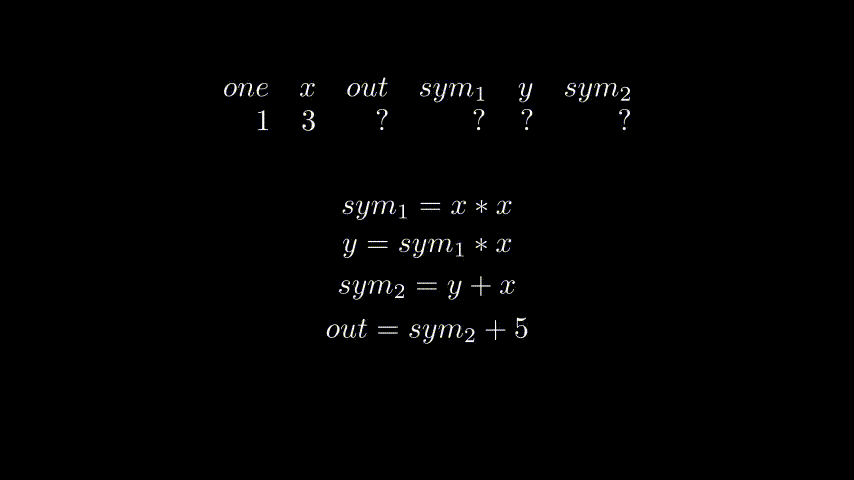 one x out sym₁ y sym₂
1 3 ? ? ? ?
sym₁ = x * x
y = sym₁ * x
sym₂ = y + x
out = sym₂ + 5